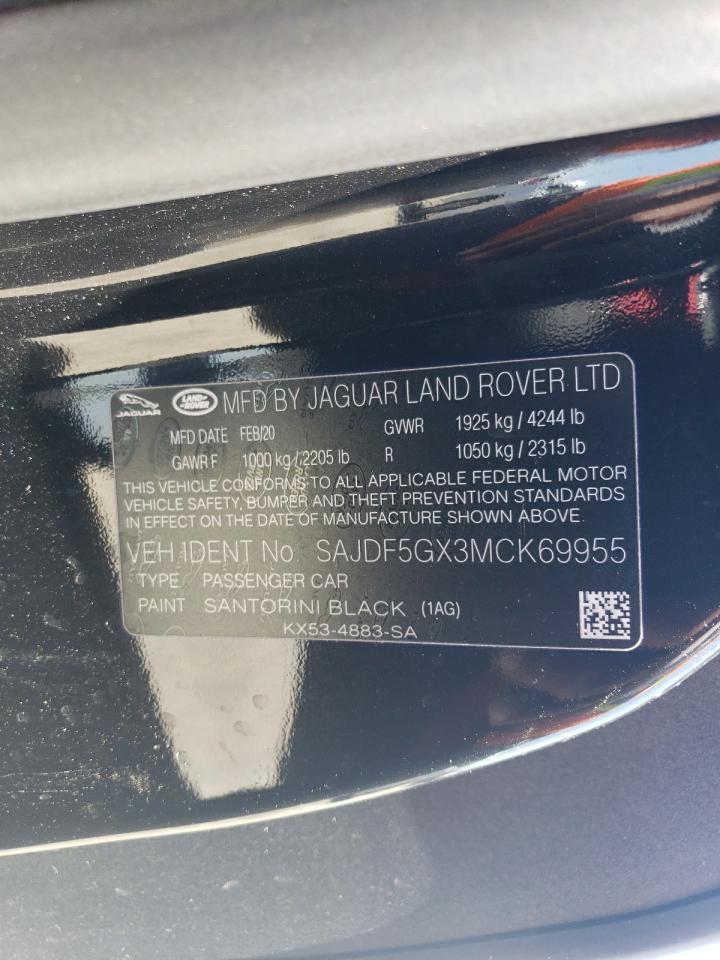 JAGUAR LAND ROVER MFD BY JAGUAR LAND ROVER LTD
MFD DATE FEB/20 GVWR 1925 kg / 4244 lb
GAWR F 1000 kg / 2205 lb R 1050 kg / 2315 lb
THIS VEHICLE CONFORMS TO ALL APPLICABLE FEDERAL MOTOR
VEHICLE SAFETY, BUMPER AND THEFT PREVENTION STANDARDS
IN EFFECT ON THE DATE OF MANUFACTURE SHOWN ABOVE.
VEH IDENT No. SAJDF5GX3MCK69955
TYPE PASSENGER CAR
PAINT SANTORINI BLACK (1AG)
KX53-4883-SA